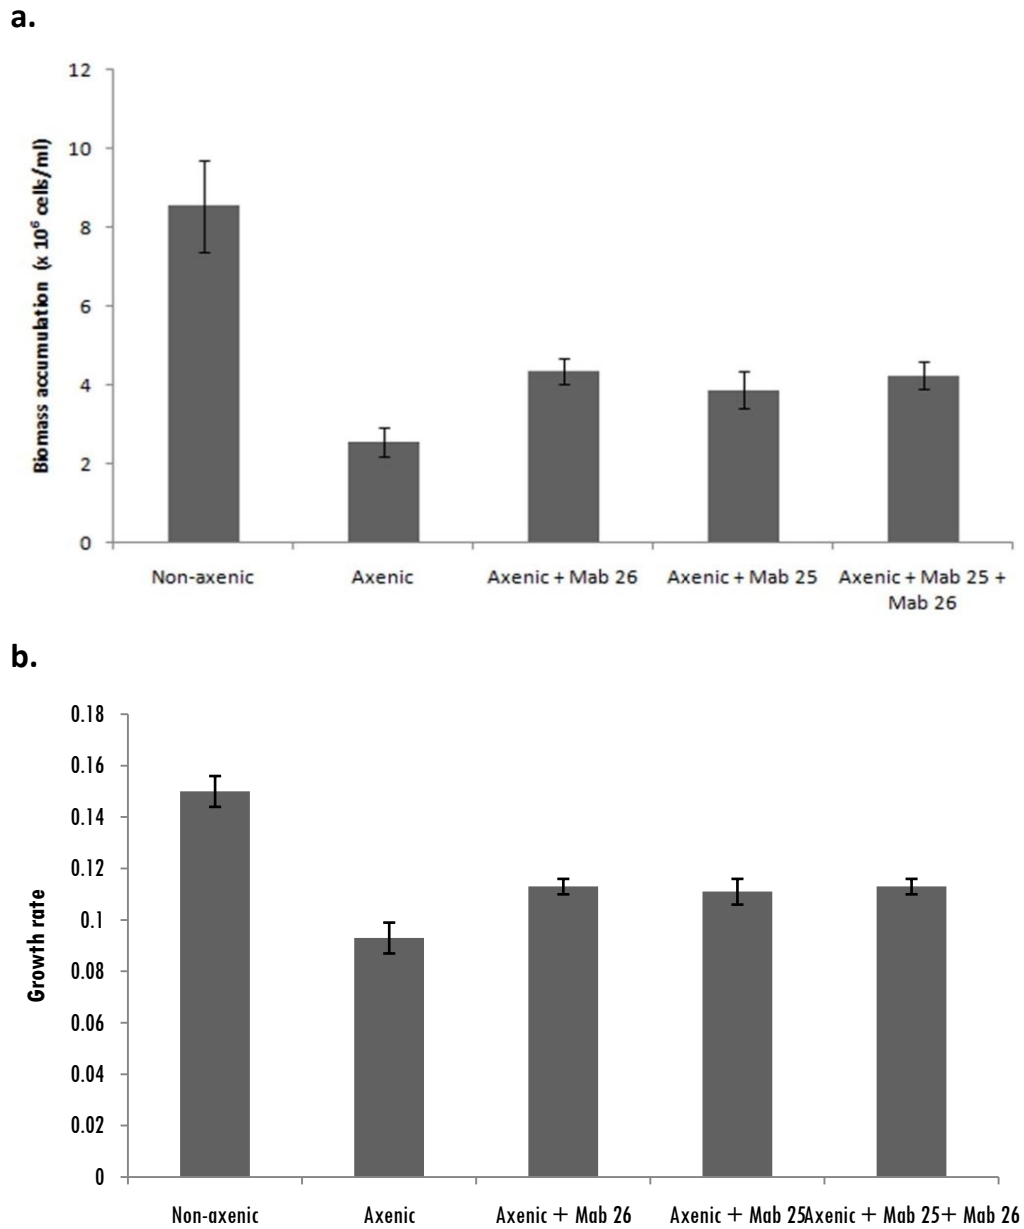 a.
12
10
8
6
4
2
0
Biomass accumulation (x 10⁶ cells/ml)
Non-axenic
Axenic
Axenic + Mab 26
Axenic + Mab 25
Axenic + Mab 25 +
Mab 26
b.
0.18
0.16
0.14
0.12
0.1
0.08
0.06
0.04
0.02
0
Growth rate
Non-axenic
Axenic
Axenic + Mab 26
Axenic + Mab 25
Axenic + Mab 25+ Mab 26